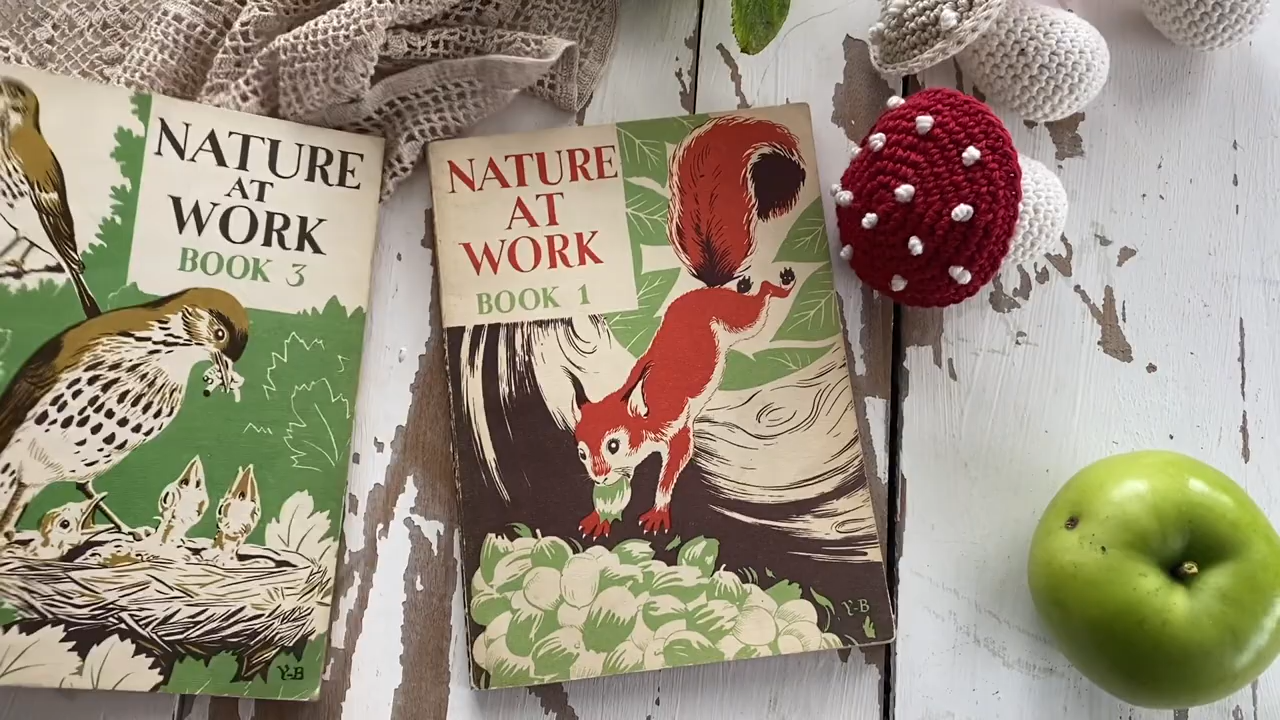 NATURE
AT
WORK
BOOK 3
Y-B
NATURE
AT
WORK
BOOK 1
Y-B